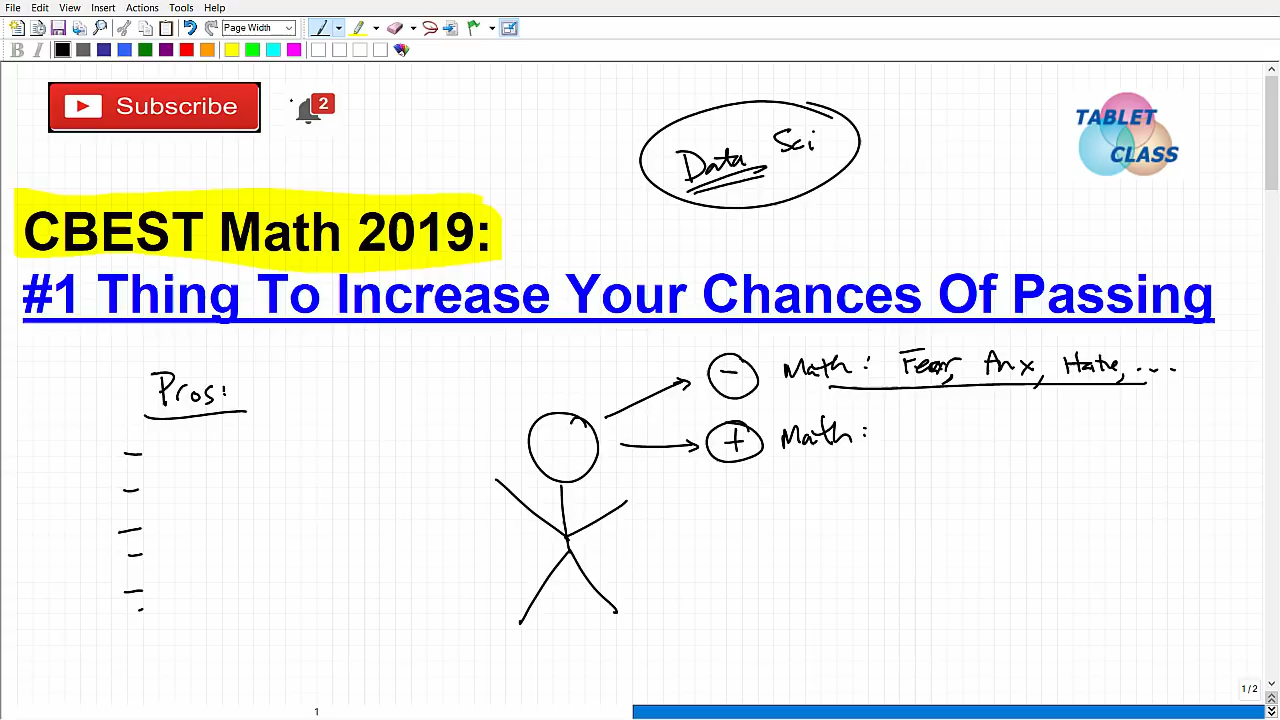 File Edit View Insert Actions Tools Help
Page Width
B I
Subscribe
2
Data Sci
TABLET
CLASS
CBEST Math 2019:
#1 Thing To Increase Your Chances Of Passing
Pros:
− Math: Fear, Anx, Hate, ...
+ Math:
1/2
1